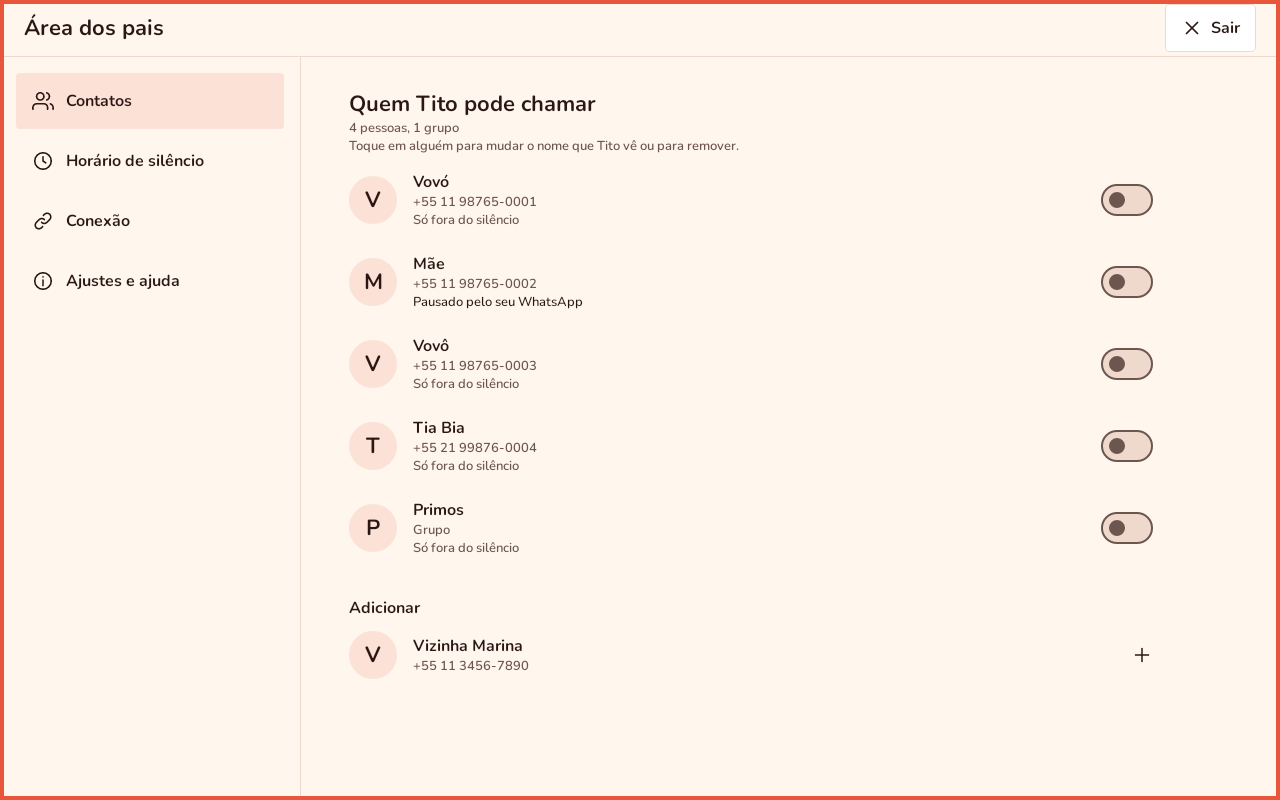 Área dos pais
Sair
Contatos
Horário de silêncio
Conexão
Ajustes e ajuda
Quem Tito pode chamar
4 pessoas, 1 grupo
Toque em alguém para mudar o nome que Tito vê ou para remover.
V
Vovó
+55 11 98765-0001
Só fora do silêncio
M
Mãe
+55 11 98765-0002
Pausado pelo seu WhatsApp
V
Vovô
+55 11 98765-0003
Só fora do silêncio
T
Tia Bia
+55 21 99876-0004
Só fora do silêncio
P
Primos
Grupo
Só fora do silêncio
Adicionar
V
Vizinha Marina
+55 11 3456-7890